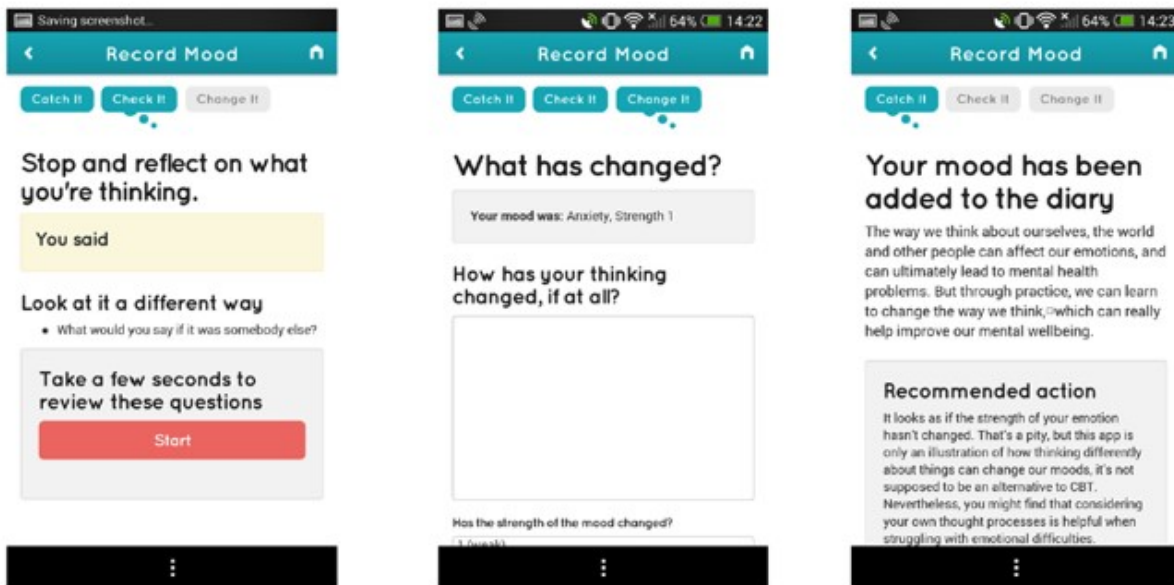 Saving screenshot...
Record Mood
Catch It Check It Change It
Stop and reflect on what
you're thinking.
You said
Look at it a different way
• What would you say if it was somebody else?
Take a few seconds to
review these questions
Start
64% 14:22
Record Mood
Catch It Check It Change It
What has changed?
Your mood was: Anxiety, Strength 1
How has your thinking
changed, if at all?
Has the strength of the mood changed?
1 (weak)
64% 14:23
Record Mood
Catch It Check It Change It
Your mood has been
added to the diary
The way we think about ourselves, the world
and other people can affect our emotions, and
can ultimately lead to mental health
problems. But through practice, we can learn
to change the way we think,□which can really
help improve our mental wellbeing.
Recommended action
It looks as if the strength of your emotion
hasn't changed. That's a pity, but this app is
only an illustration of how thinking differently
about things can change our moods, it's not
supposed to be an alternative to CBT.
Nevertheless, you might find that considering
your own thought processes is helpful when
struggling with emotional difficulties.